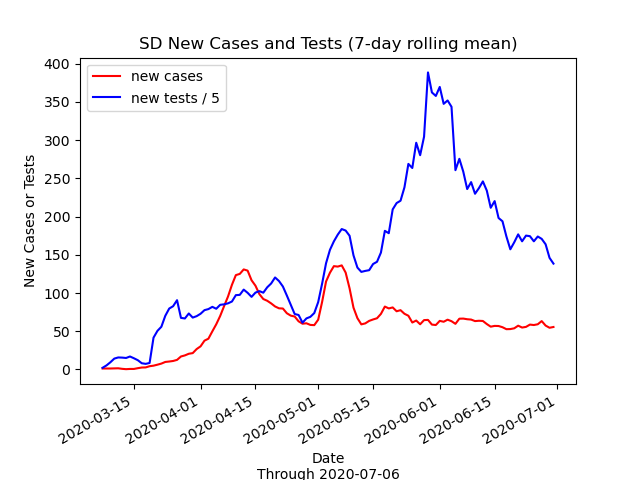 SD New Cases and Tests (7-day rolling mean)
new cases
new tests / 5
400
350
300
250
200
150
100
50
0
New Cases or Tests
2020-03-15
2020-04-01
2020-04-15
2020-05-01
2020-05-15
2020-06-01
2020-06-15
2020-07-01
Date
Through 2020-07-06